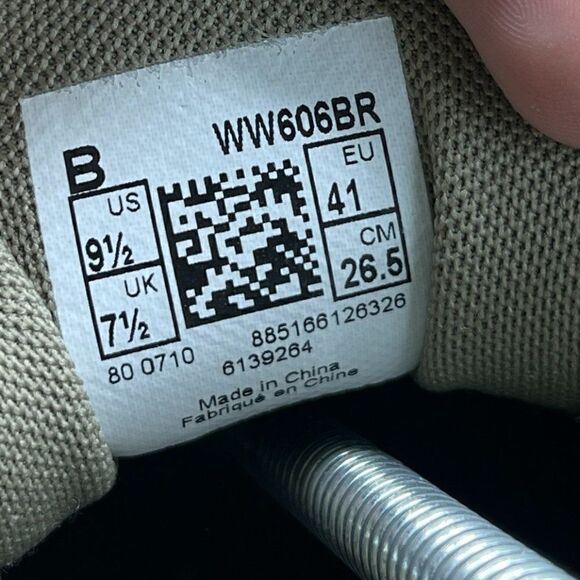 B
WW606BR
US
9½
UK
7½
EU
41
CM
26.5
80 0710
885166126326
6139264
Made in China
Fabriqué en Chine